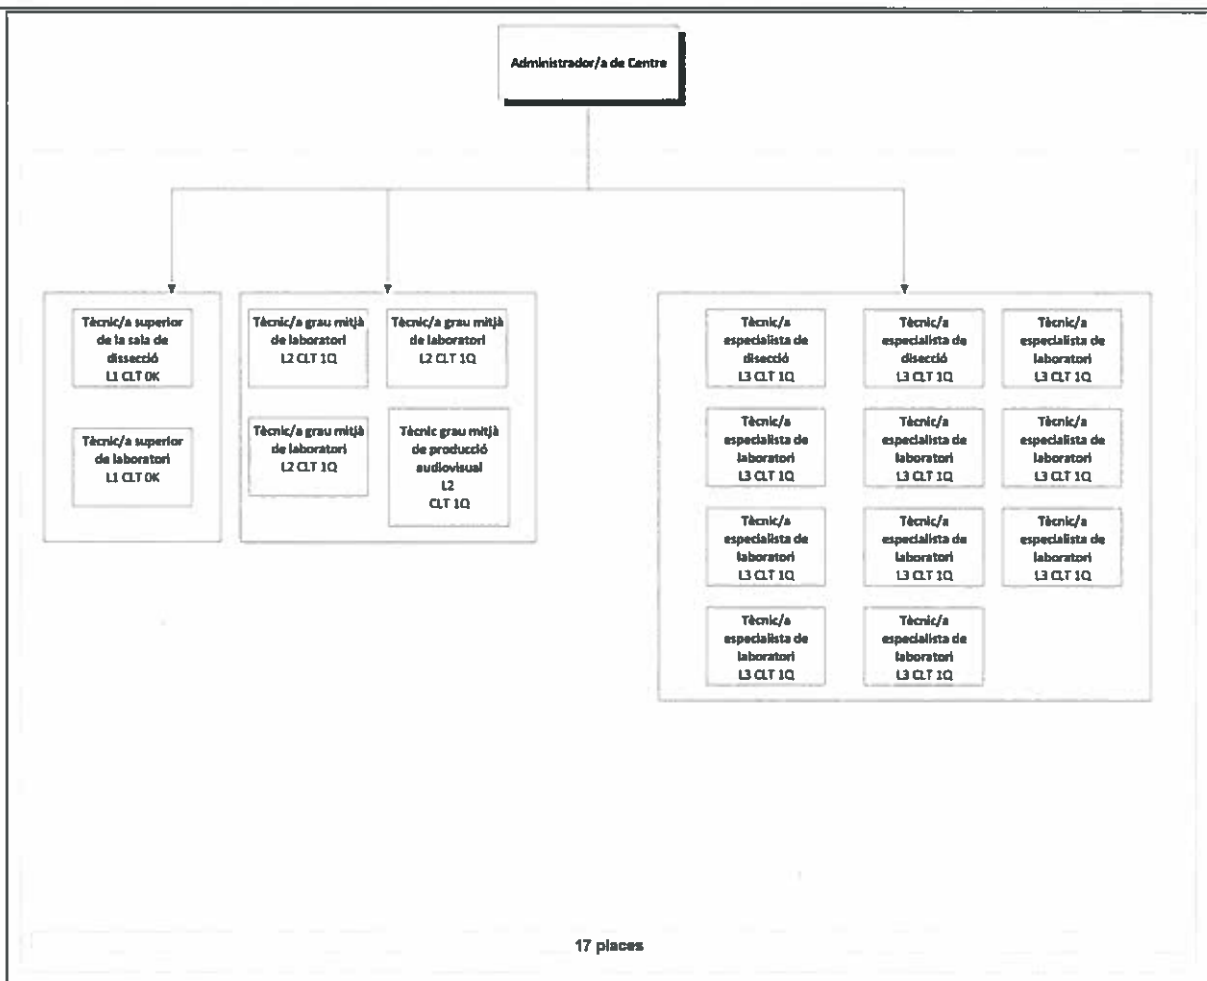 Administrador/a de Centre
Tècnic/a superior
de la sala de
dissecció
L1 CLT 0K
Tècnic/a superior
de laboratori
L1 CLT 0K
Tècnic/a grau mitjà
de laboratori
L2 CLT 1Q
Tècnic/a grau mitjà
de laboratori
L2 CLT 1Q
Tècnic/a grau mitjà
de laboratori
L2 CLT 1Q
Tècnic grau mitjà
de producció
audiovisual
L2
CLT 1Q
Tècnic/a
especialista de
disecció
L3 CLT 1Q
Tècnic/a
especialista de
disecció
L3 CLT 1Q
Tècnic/a
especialista de
laboratori
L3 CLT 1Q
Tècnic/a
especialista de
laboratori
L3 CLT 1Q
Tècnic/a
especialista de
laboratori
L3 CLT 1Q
Tècnic/a
especialista de
laboratori
L3 CLT 1Q
Tècnic/a
especialista de
laboratori
L3 CLT 1Q
Tècnic/a
especialista de
laboratori
L3 CLT 1Q
Tècnic/a
especialista de
laboratori
L3 CLT 1Q
Tècnic/a
especialista de
laboratori
L3 CLT 1Q
Tècnic/a
especialista de
laboratori
L3 CLT 1Q
17 places